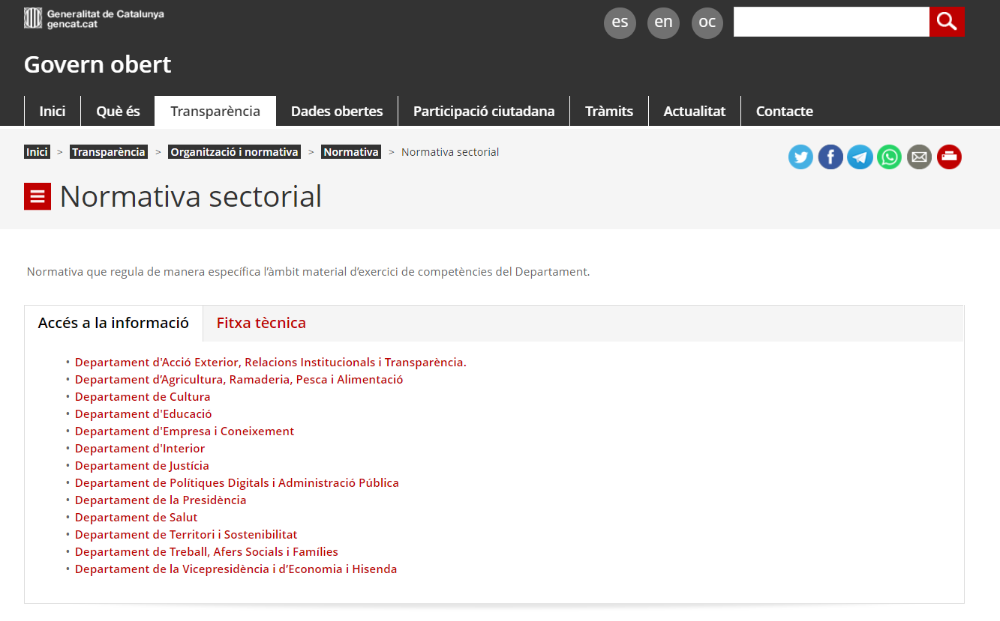 Generalitat de Catalunya
gencat.cat
es en oc
Govern obert
Inici Què és Transparència Dades obertes Participació ciutadana Tràmits Actualitat Contacte
Inici > Transparència > Organització i normativa > Normativa > Normativa sectorial
Normativa sectorial
Normativa que regula de manera específica l’àmbit material d’exercici de competències del Departament.
Accés a la informació Fitxa tècnica
• Departament d'Acció Exterior, Relacions Institucionals i Transparència.
• Departament d’Agricultura, Ramaderia, Pesca i Alimentació
• Departament de Cultura
• Departament d'Educació
• Departament d'Empresa i Coneixement
• Departament d'Interior
• Departament de Justícia
• Departament de Polítiques Digitals i Administració Pública
• Departament de la Presidència
• Departament de Salut
• Departament de Territori i Sostenibilitat
• Departament de Treball, Afers Socials i Famílies
• Departament de la Vicepresidència i d’Economia i Hisenda